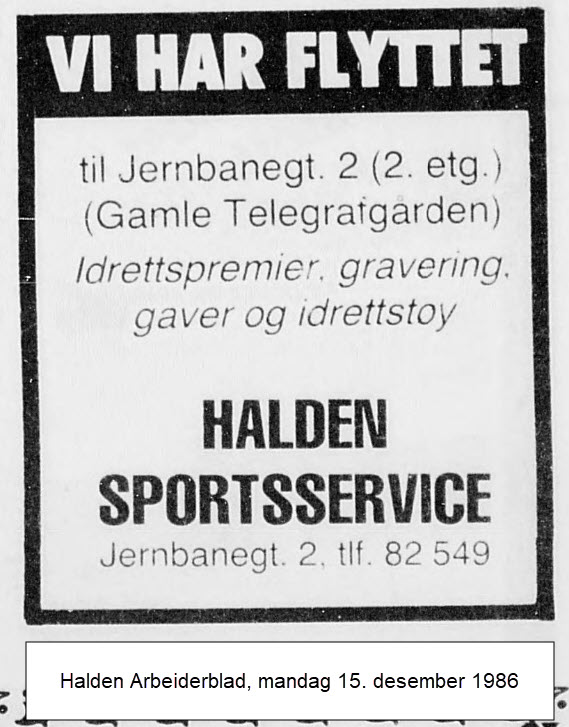 VI HAR FLYTTET
til Jernbanegt. 2 (2. etg.)
(Gamle Telegrafgården)
Idrettspremier, gravering,
gaver og idrettstoy
HALDEN
SPORTSSERVICE
Jernbanegt. 2, tlf. 82 549
Halden Arbeiderblad, mandag 15. desember 1986